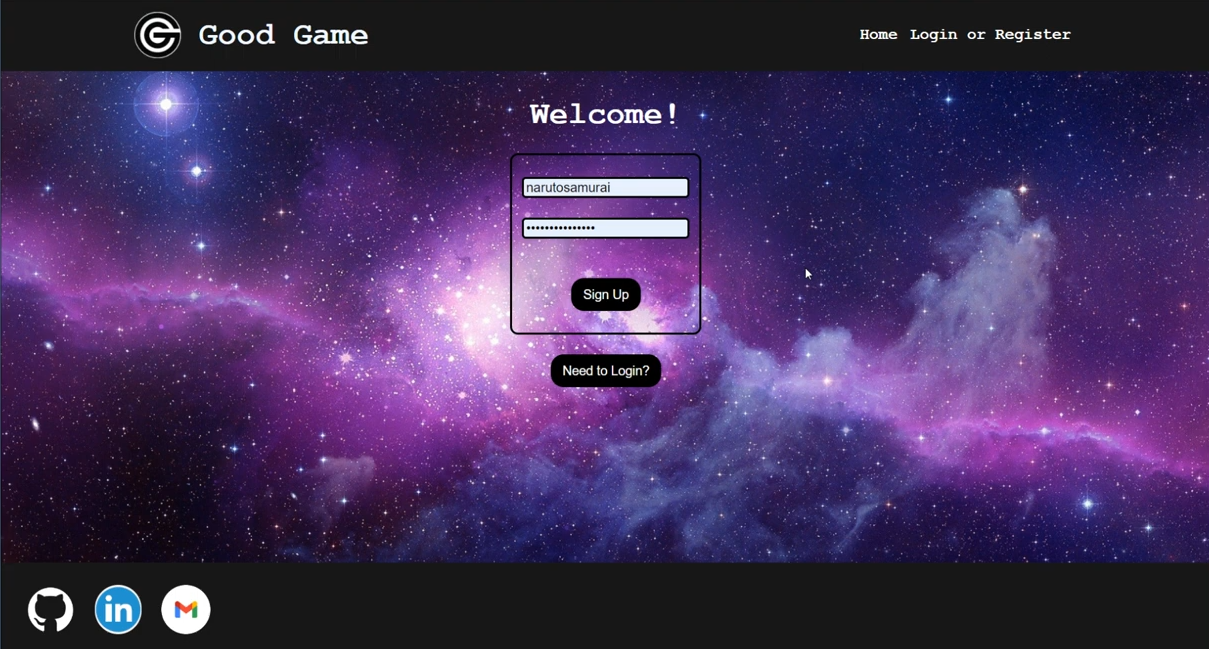 Good Game
Home Login or Register
Welcome!
narutosamurai
•••••••••••••••
Sign Up
Need to Login?
in